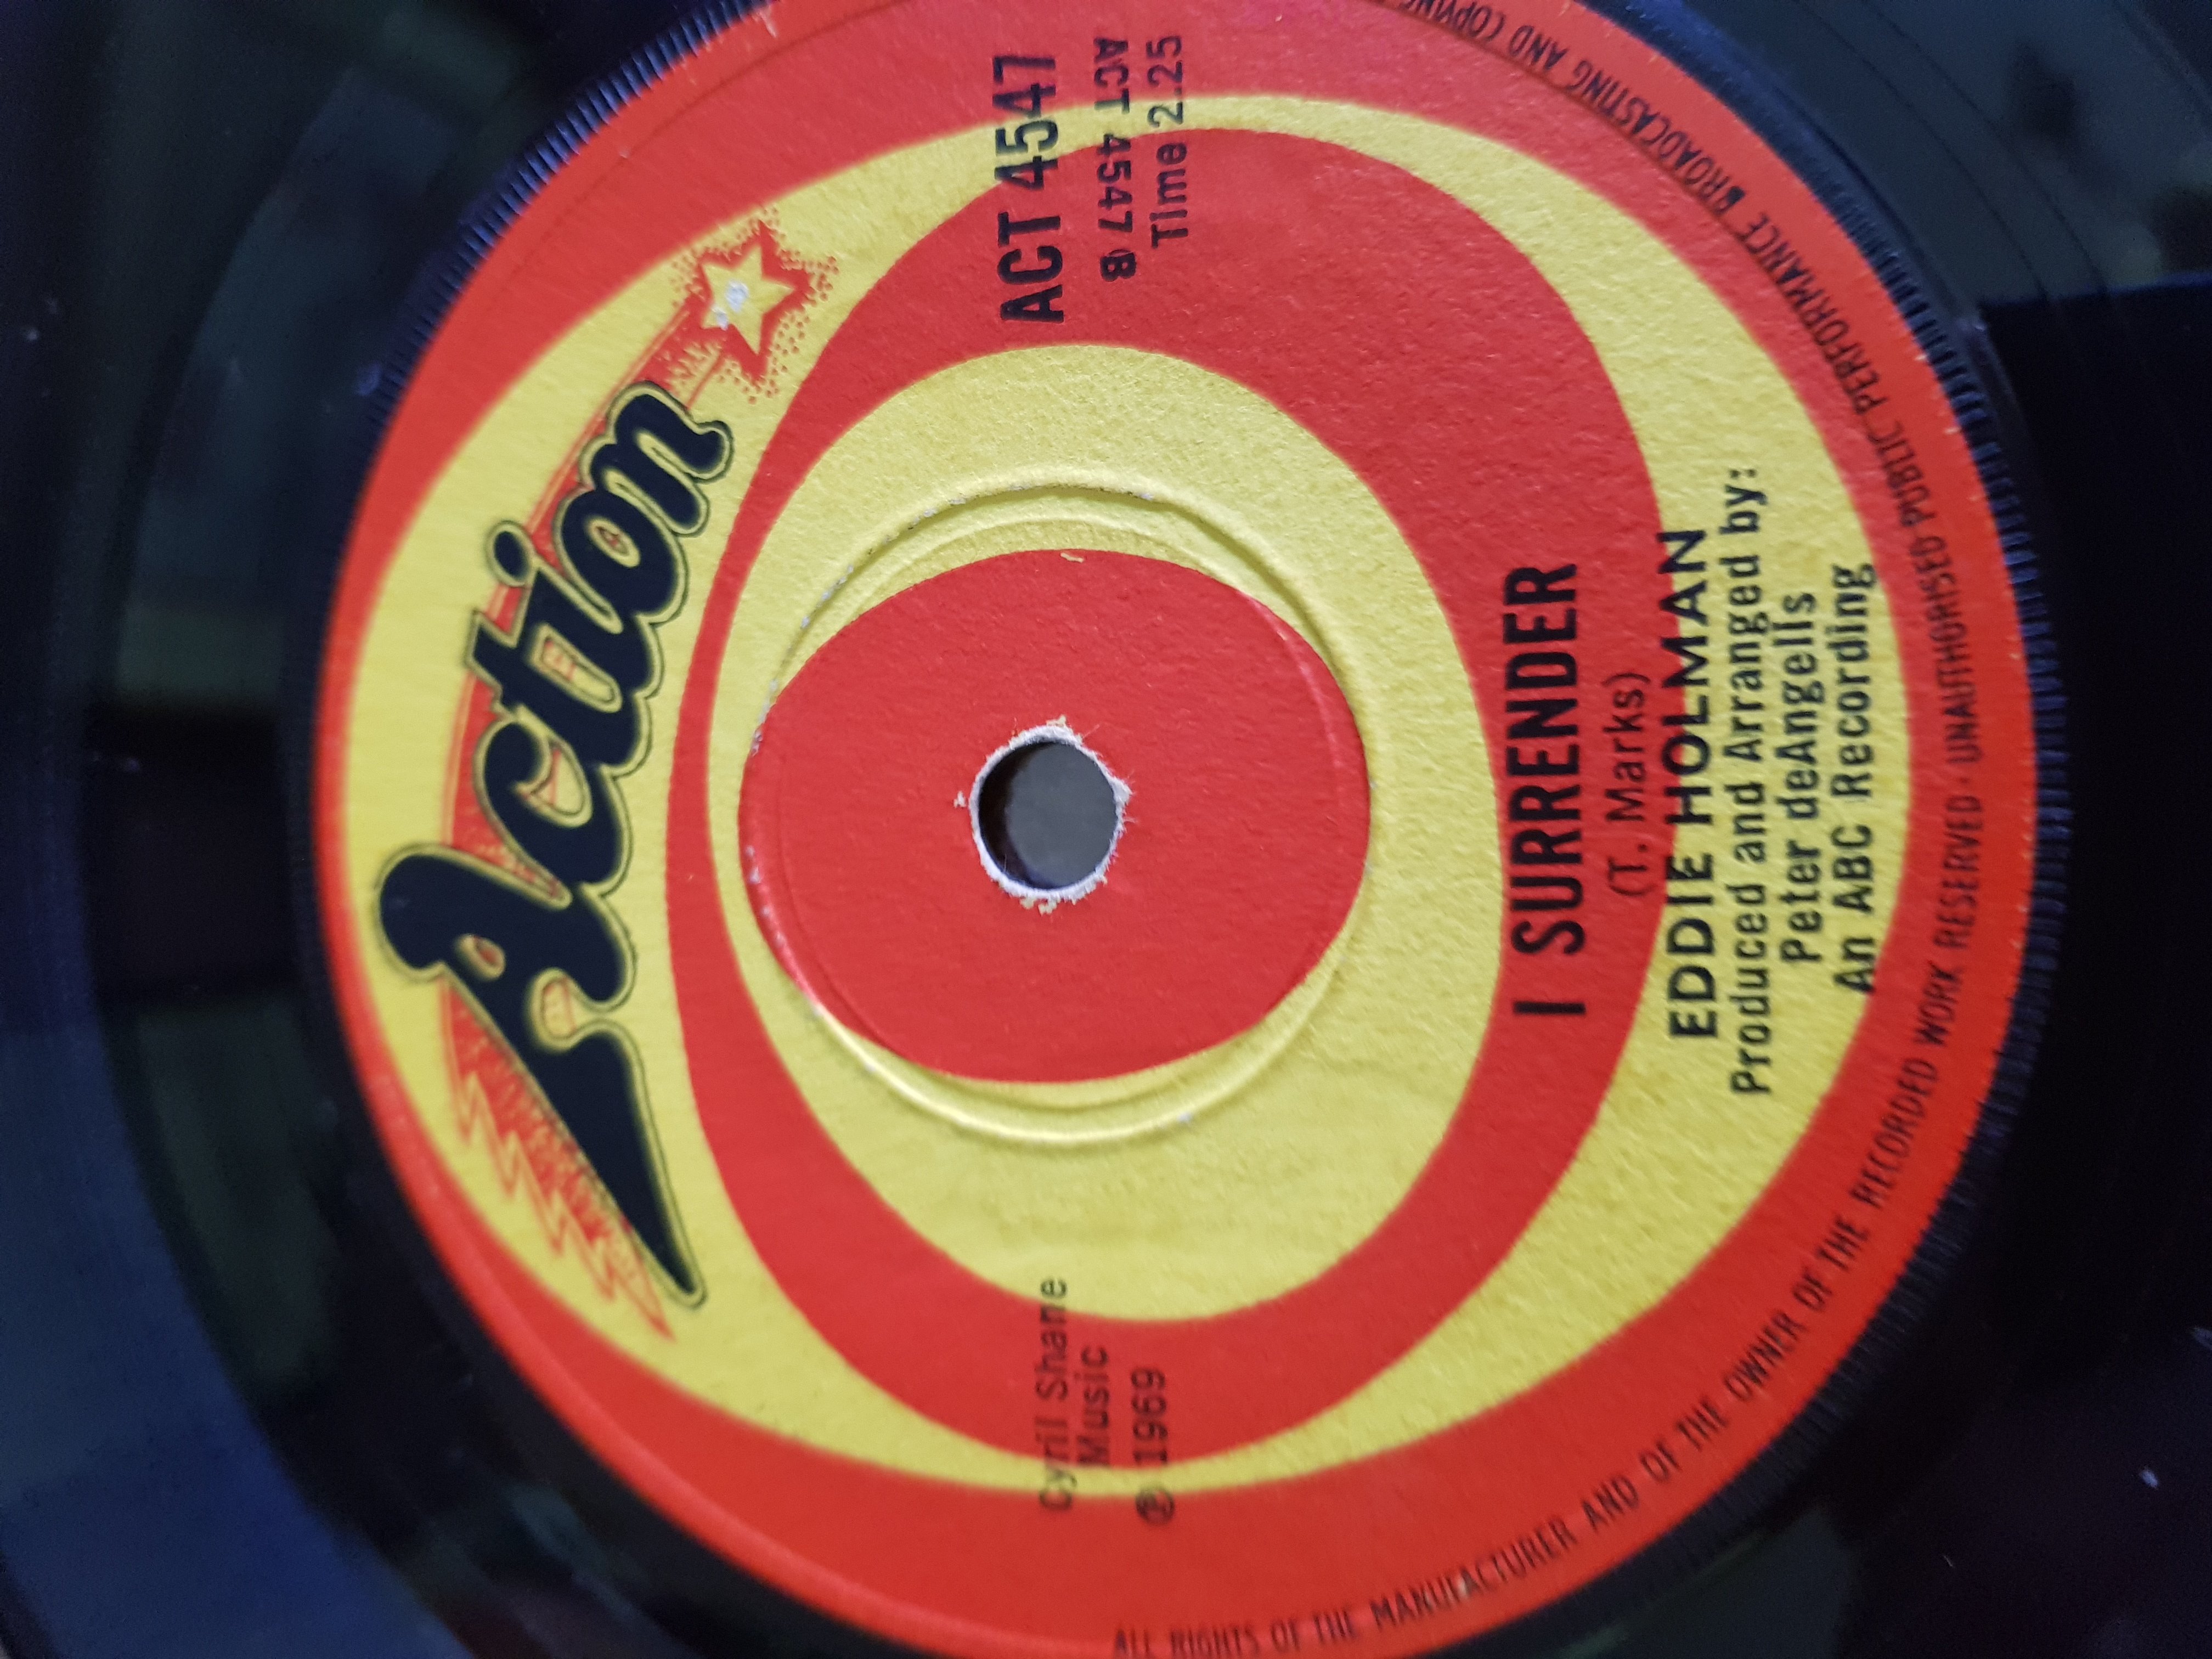 Action
ACT 4547
ACT 4547 B
Time 2.25
Cyril Shane
Music
℗ 1969
I SURRENDER
(T. Marks)
EDDIE HOLMAN
Produced and Arranged by:
Peter deAngelis
An ABC Recording
ALL RIGHTS OF THE MANUFACTURER AND OF THE OWNER OF THE RECORDED WORK RESERVED · UNAUTHORISED PUBLIC PERFORMANCE BROADCASTING AND COPYING